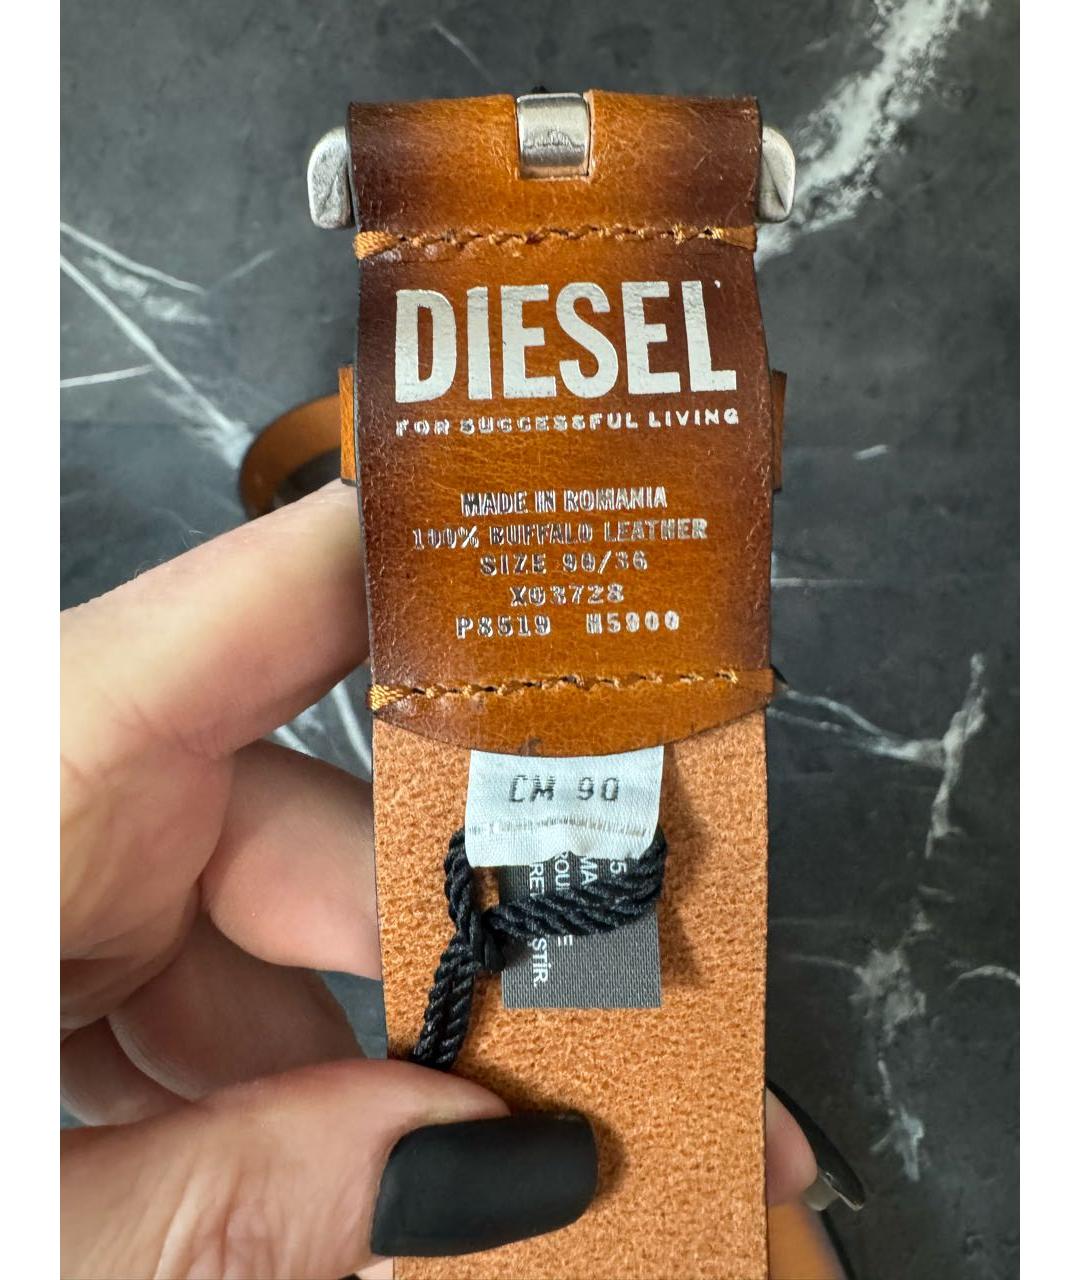 DIESEL
FOR SUCCESSFUL LIVING
MADE IN ROMANIA
100% BUFFALO LEATHER
SIZE 90/36
X03728
P8519 H5900
CM 90